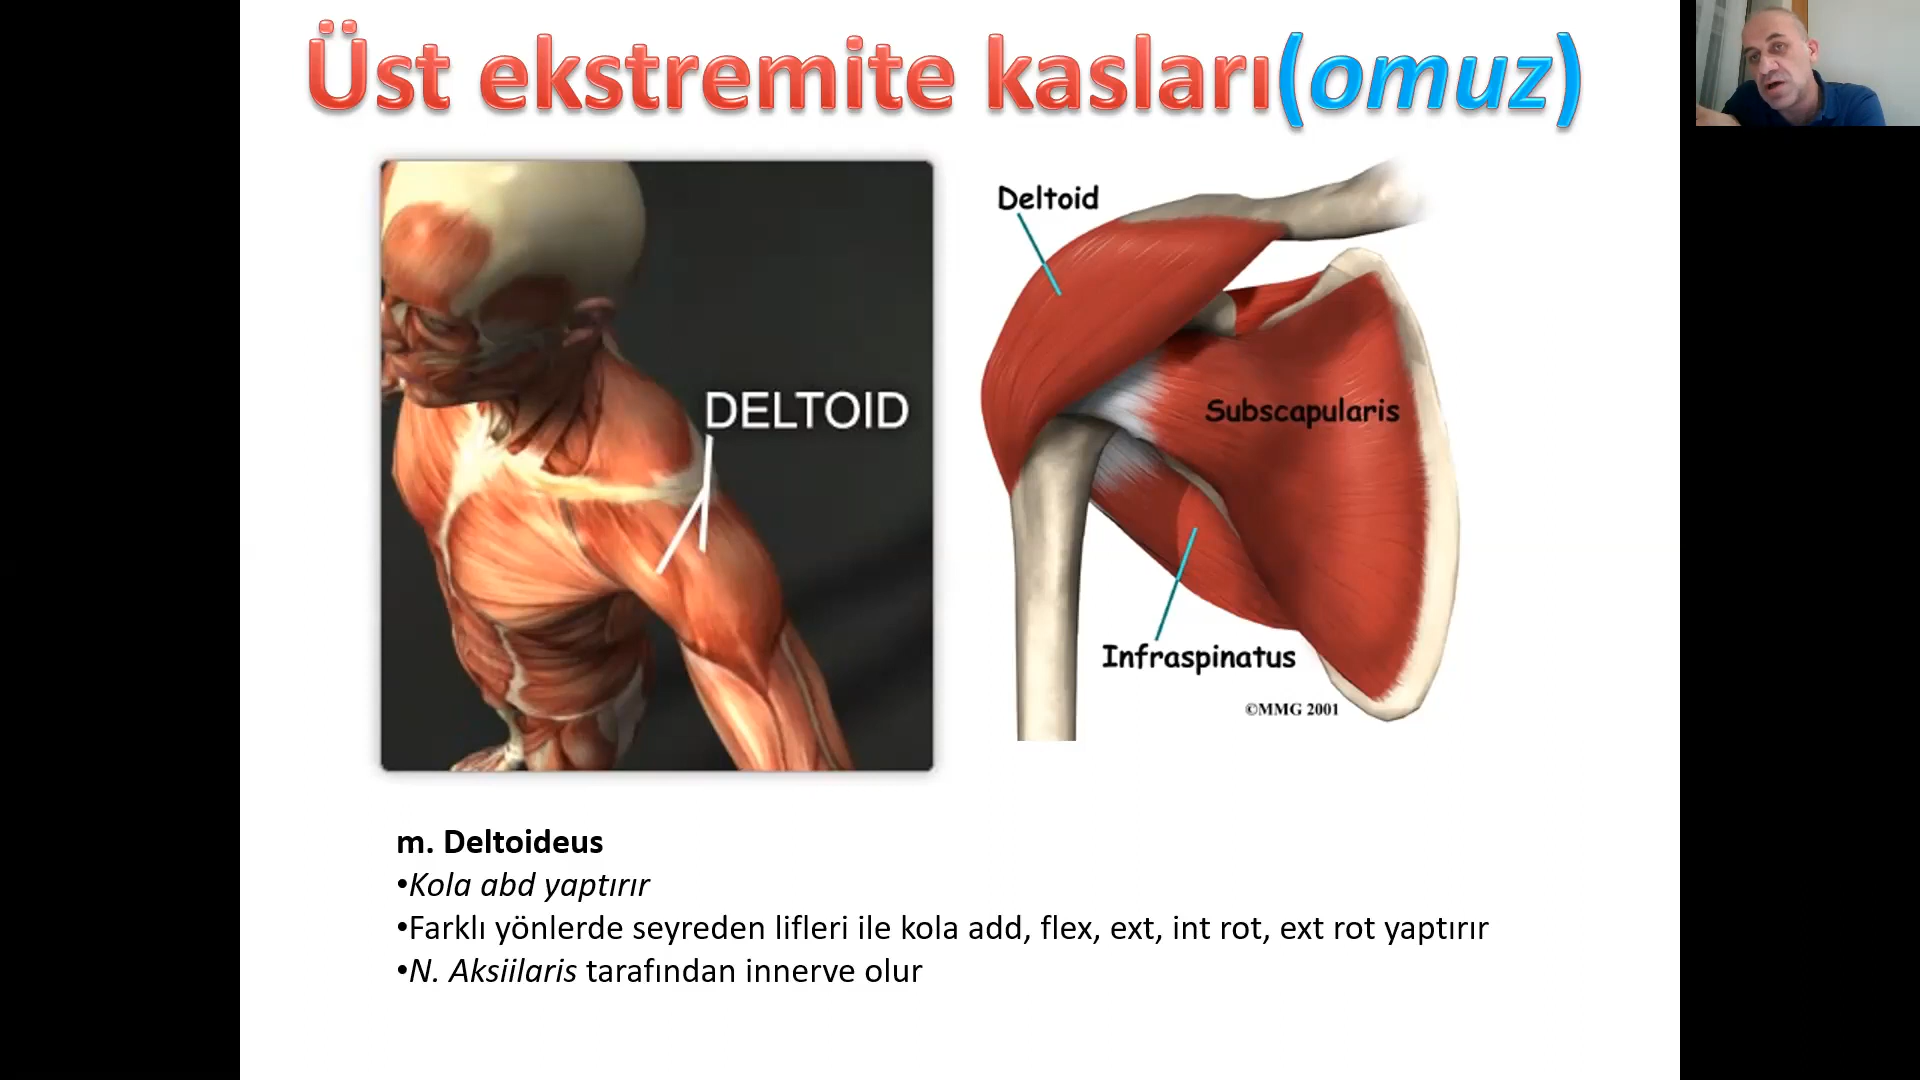 Üst ekstremite kasları(omuz)
DELTOID
Deltoid
Subscapularis
Infraspinatus
©MMG 2001
m. Deltoideus
•Kola abd yaptırır
•Farklı yönlerde seyreden lifleri ile kola add, flex, ext, int rot, ext rot yaptırır
•N. Aksiilaris tarafından innerve olur